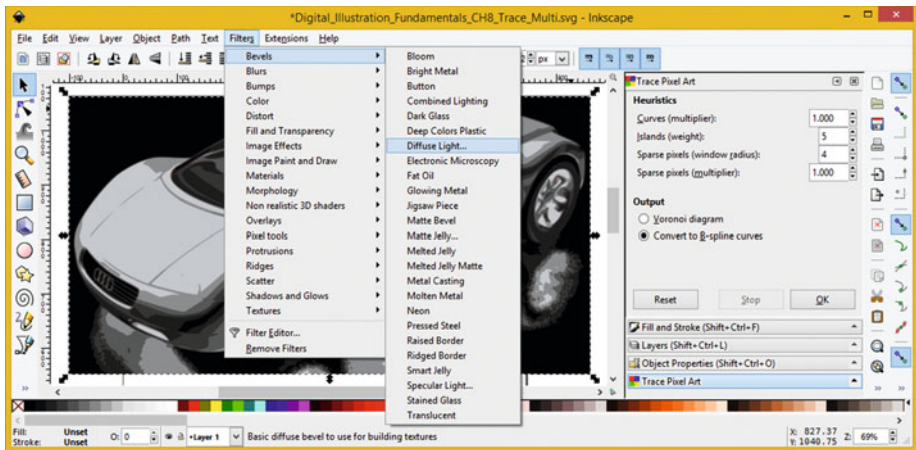 *Digital_Illustration_Fundamentals_CH8_Trace_Multi.svg - Inkscape
File Edit View Layer Object Path Text Filters Extensions Help
px
Bevels
Blurs
Bumps
Color
Distort
Fill and Transparency
Image Effects
Image Paint and Draw
Materials
Morphology
Non realistic 3D shaders
Overlays
Pixel tools
Protrusions
Ridges
Scatter
Shadows and Glows
Textures
Filter Editor...
Remove Filters
Bloom
Bright Metal
Button
Combined Lighting
Dark Glass
Deep Colors Plastic
Diffuse Light...
Electronic Microscopy
Fat Oil
Glowing Metal
Jigsaw Piece
Matte Bevel
Matte Jelly...
Melted Jelly
Melted Jelly Matte
Metal Casting
Molten Metal
Neon
Pressed Steel
Raised Border
Ridged Border
Smart Jelly
Specular Light...
Stained Glass
Translucent
Trace Pixel Art
Heuristics
Curves (multiplier): 1.000
Islands (weight): 5
Sparse pixels (window radius): 4
Sparse pixels (multiplier): 1.000
Output
Voronoi diagram
Convert to B-spline curves
Reset Stop OK
Fill and Stroke (Shift+Ctrl+F)
Layers (Shift+Ctrl+L)
Object Properties (Shift+Ctrl+O)
Trace Pixel Art
Fill: Unset
Stroke: Unset
O: 0
Layer 1
Basic diffuse bevel to use for building textures
X: 827.37
Y: 1040.75
Z: 69%